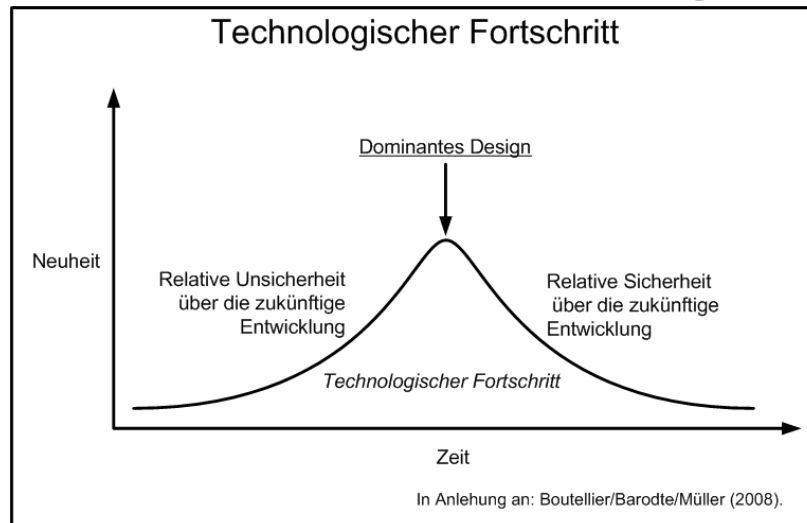 Technologischer Fortschritt
Dominantes Design
Neuheit
Relative Unsicherheit
über die zukünftige
Entwicklung
Relative Sicherheit
über die zukünftige
Entwicklung
Technologischer Fortschritt
Zeit
In Anlehung an: Boutellier/Barodte/Müller (2008).